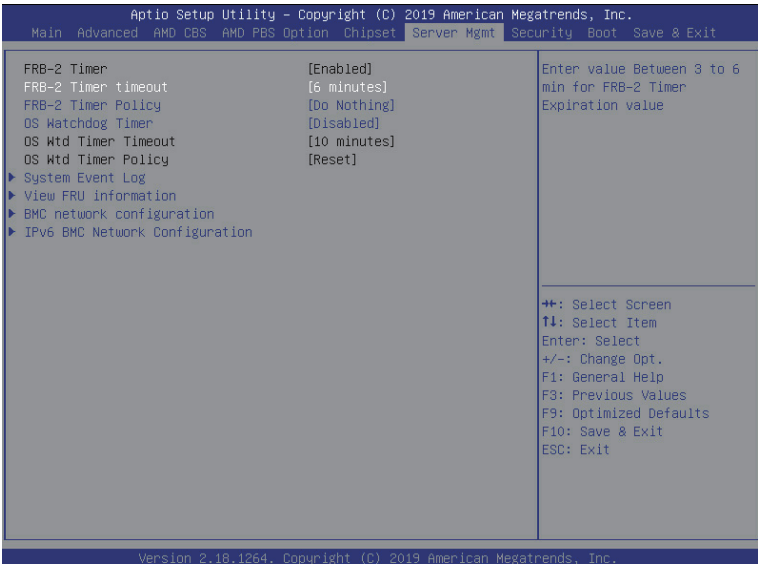 Aptio Setup Utility – Copyright (C) 2019 American Megatrends, Inc.
Main Advanced AMD CBS AMD PBS Option Chipset Server Mgmt Security Boot Save & Exit
FRB-2 Timer [Enabled]
FRB-2 Timer timeout [6 minutes]
FRB-2 Timer Policy [Do Nothing]
OS Watchdog Timer [Disabled]
OS Wtd Timer Timeout [10 minutes]
OS Wtd Timer Policy [Reset]
System Event Log
View FRU information
BMC network configuration
IPv6 BMC Network Configuration
Enter value Between 3 to 6
min for FRB-2 Timer
Expiration value
→←: Select Screen
↑↓: Select Item
Enter: Select
+/-: Change Opt.
F1: General Help
F3: Previous Values
F9: Optimized Defaults
F10: Save & Exit
ESC: Exit
Version 2.18.1264. Copyright (C) 2019 American Megatrends, Inc.